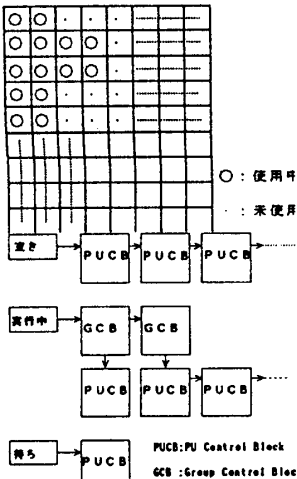 ○：使用中
・：未使用
空き
PUCB
PUCB
PUCB
実行中
GCB
GCB
PUCB
PUCB
PUCB
待ち
PUCB
PUCB:PU Control Block
GCB :Group Control Bloc